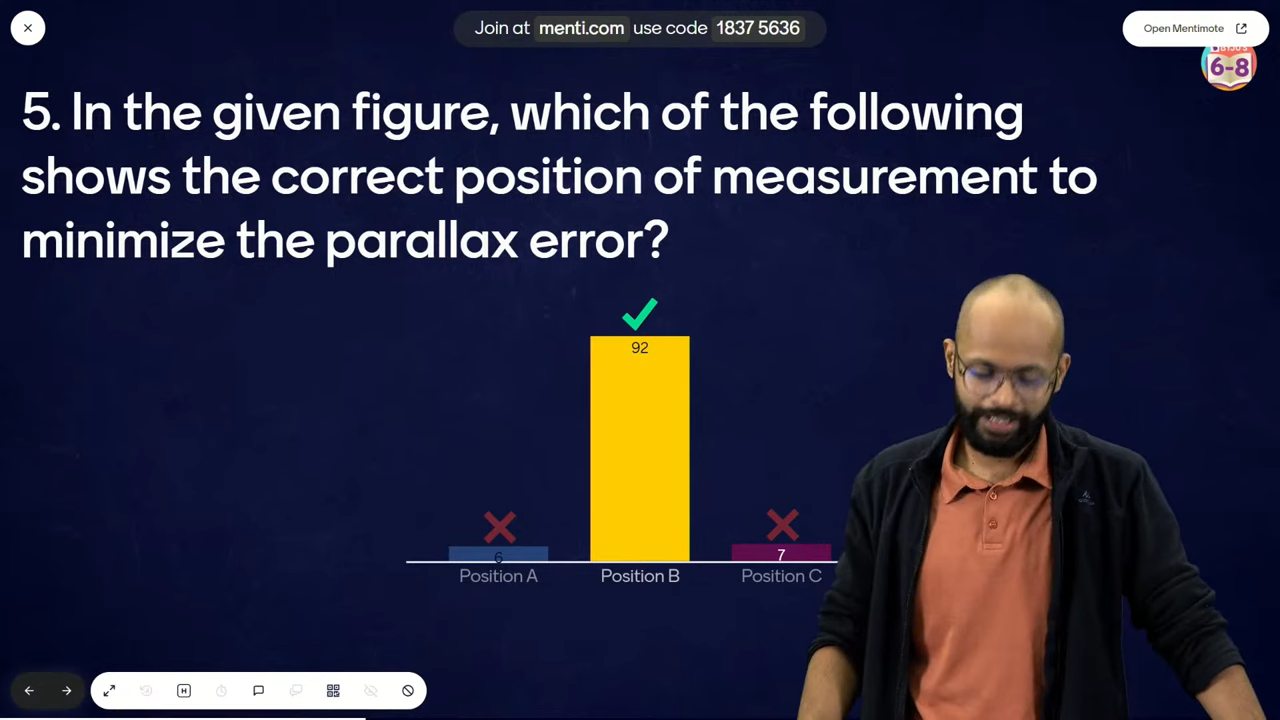 Join at menti.com use code 1837 5636
Open Mentimote
BYJU'S
6-8
5. In the given figure, which of the following
shows the correct position of measurement to
minimize the parallax error?
92
6
7
Position A
Position B
Position C
H